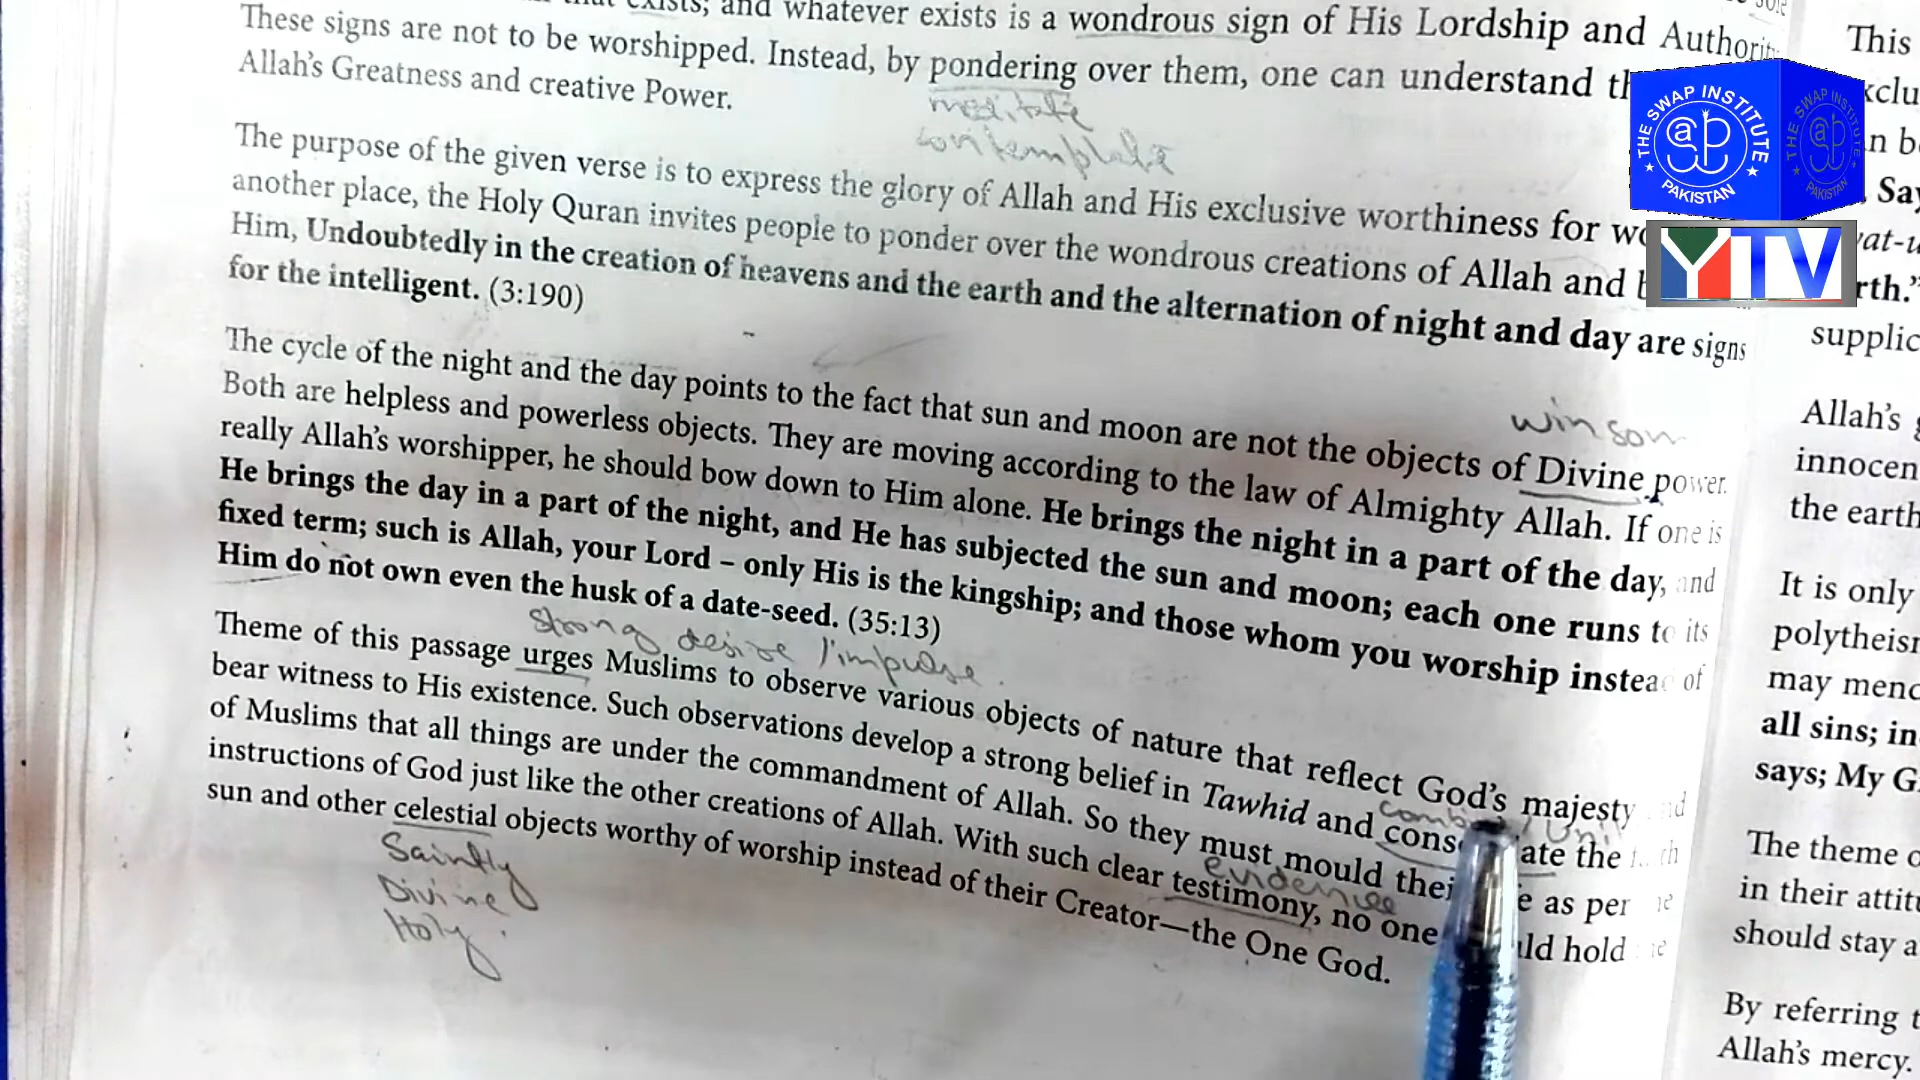 exists; and whatever exists is a wondrous sign of His Lordship and
These signs are not to be worshipped. Instead, by pondering over them, one can understand
Allah's Greatness and creative Power.
meditate
contemplate
The purpose of the given verse is to express the glory of Allah and His exclusive worthiness for
another place, the Holy Quran invites people to ponder over the wondrous creations of Allah and
Him, Undoubtedly in the creation of heavens and the earth and the alternation of night and day are signs
for the intelligent. (3:190)
The cycle of the night and the day points to the fact that sun and moon are not the objects of Divine power.
Both are helpless and powerless objects. They are moving according to the law of Almighty Allah. If one is
really Allah's worshipper, he should bow down to Him alone. He brings the night in a part of the day, and
He brings the day in a part of the night, and He has subjected the sun and moon; each one runs to its
fixed term; such is Allah, your Lord – only His is the kingship; and those whom you worship instead of
Him do not own even the husk of a date-seed. (35:13)
strong desire / impulse
Theme of this passage urges Muslims to observe various objects of nature that reflect God's majesty
bear witness to His existence. Such observations develop a strong belief in Tawhid and the
of Muslims that all things are under the commandment of Allah. So they must mould as per
evidence
instructions of God just like the other creations of Allah. With such clear testimony, no one hold
sun and other celestial objects worthy of worship instead of their Creator—the One God.
Saintly
Divine
Holy
This
Say
rth."
supplic
Allah's
innocen
the earth
It is only
polytheism
may menc
all sins; in
says; My G
The theme o
in their attitu
should stay a
By referring t
Allah's mercy.
THE SWAP INSTITUTE
PAKISTAN
YTV